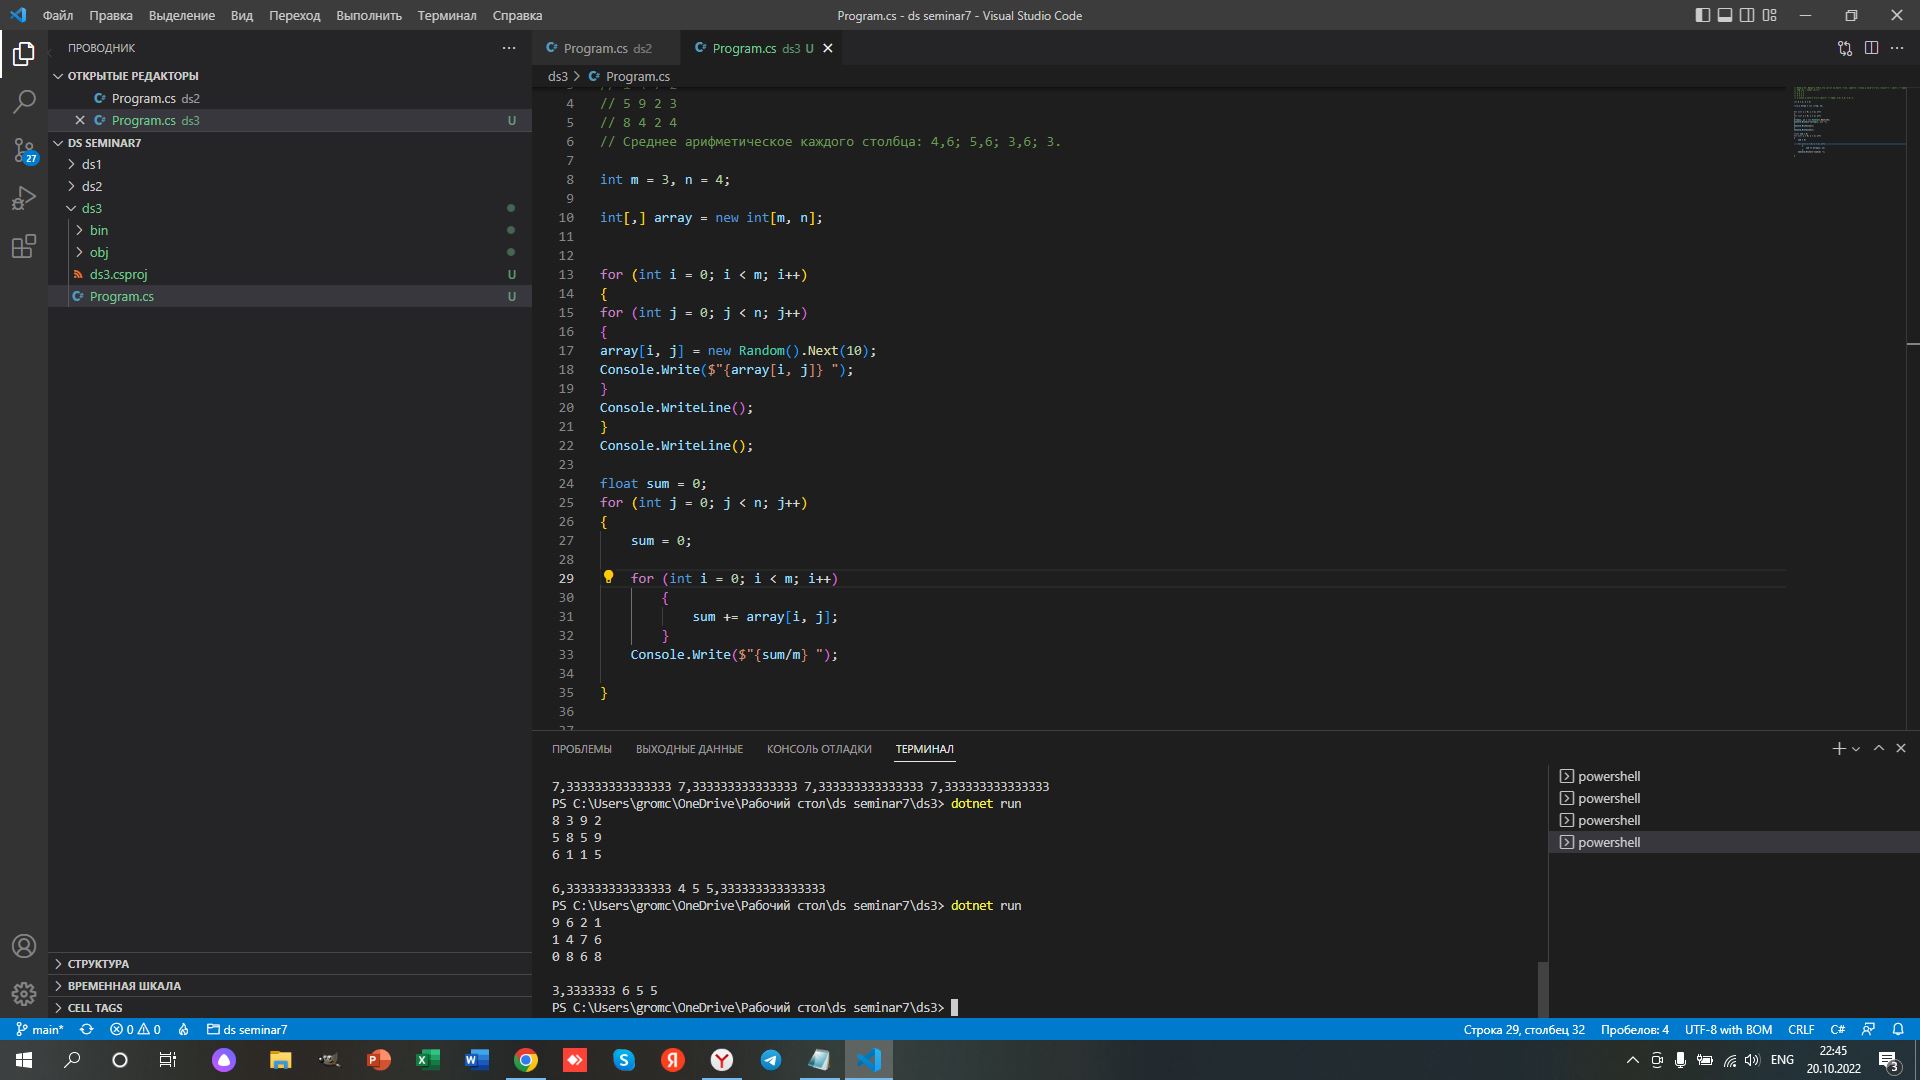 Файл Правка Выделение Вид Переход Выполнить Терминал Справка
Program.cs - ds seminar7 - Visual Studio Code
ПРОВОДНИК
ОТКРЫТЫЕ РЕДАКТОРЫ
Program.cs ds2
Program.cs ds3 U
DS SEMINAR7
ds1
ds2
ds3
bin
obj
ds3.csproj U
Program.cs U
27
СТРУКТУРА
ВРЕМЕННАЯ ШКАЛА
CELL TAGS
Program.cs ds2
Program.cs ds3 U
ds3 > Program.cs
4 // 5 9 2 3
5 // 8 4 2 4
6 // Среднее арифметическое каждого столбца: 4,6; 5,6; 3,6; 3.
7
8 int m = 3, n = 4;
9
10 int[,] array = new int[m, n];
11
12
13 for (int i = 0; i < m; i++)
14 {
15 for (int j = 0; j < n; j++)
16 {
17 array[i, j] = new Random().Next(10);
18 Console.Write($"{array[i, j]} ");
19 }
20 Console.WriteLine();
21 }
22 Console.WriteLine();
23
24 float sum = 0;
25 for (int j = 0; j < n; j++)
26 {
27 sum = 0;
28
29 for (int i = 0; i < m; i++)
30 {
31 sum += array[i, j];
32 }
33 Console.Write($"{sum/m} ");
34
35 }
36
ПРОБЛЕМЫ ВЫХОДНЫЕ ДАННЫЕ КОНСОЛЬ ОТЛАДКИ ТЕРМИНАЛ
7,333333333333333 7,333333333333333 7,333333333333333 7,333333333333333
PS C:\Users\gromc\OneDrive\Рабочий стол\ds seminar7\ds3> dotnet run
8 3 9 2
5 8 5 9
6 1 1 5
6,333333333333333 4 5 5,333333333333333
PS C:\Users\gromc\OneDrive\Рабочий стол\ds seminar7\ds3> dotnet run
9 6 2 1
1 4 7 6
0 8 6 8
3,3333333 6 5 5
PS C:\Users\gromc\OneDrive\Рабочий стол\ds seminar7\ds3>
powershell
powershell
powershell
powershell
main* 0 0 ds seminar7
Строка 29, столбец 32 Пробелов: 4 UTF-8 with BOM CRLF C#
ENG
22:45
20.10.2022
3